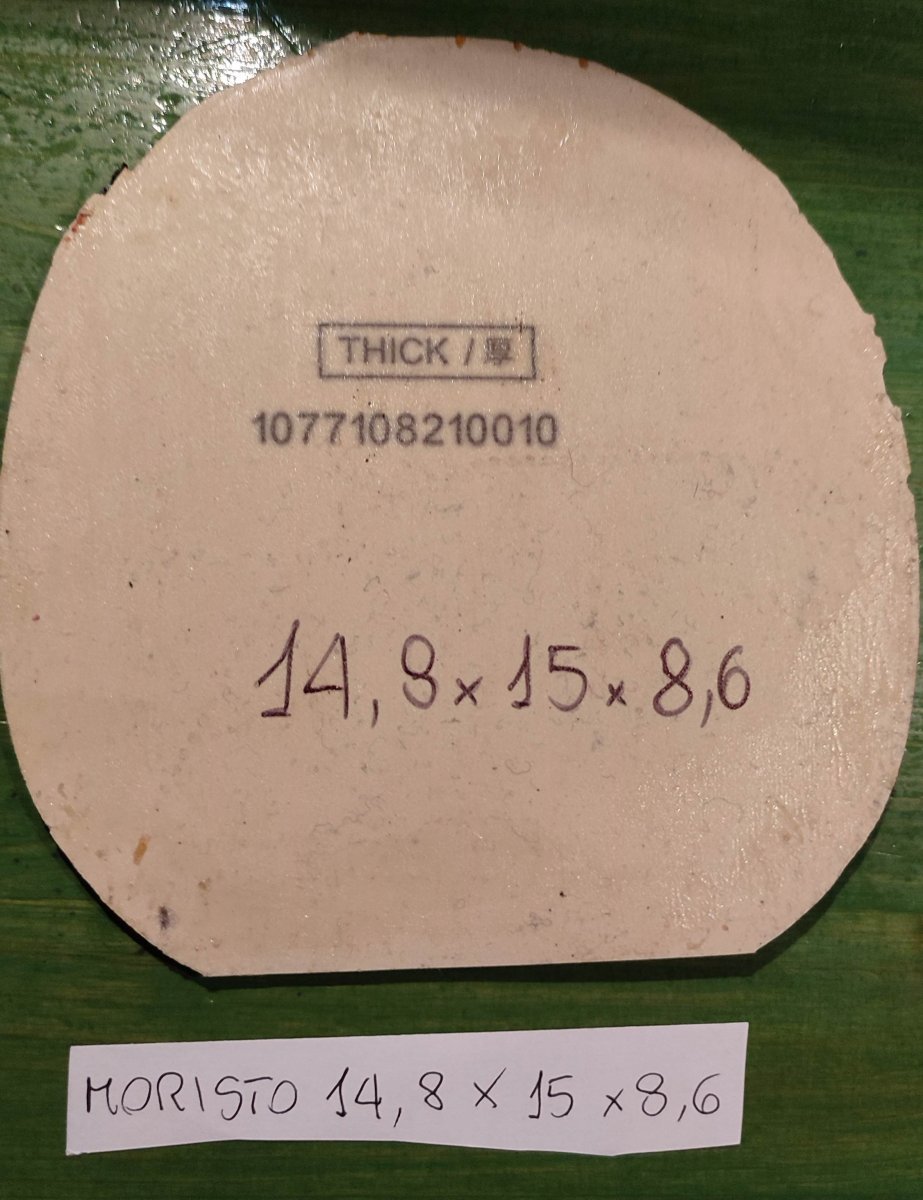 THICK / 厚
1077108210010
14,8 x 15 x 8,6
MORISTO 14,8 x 15 x 8,6